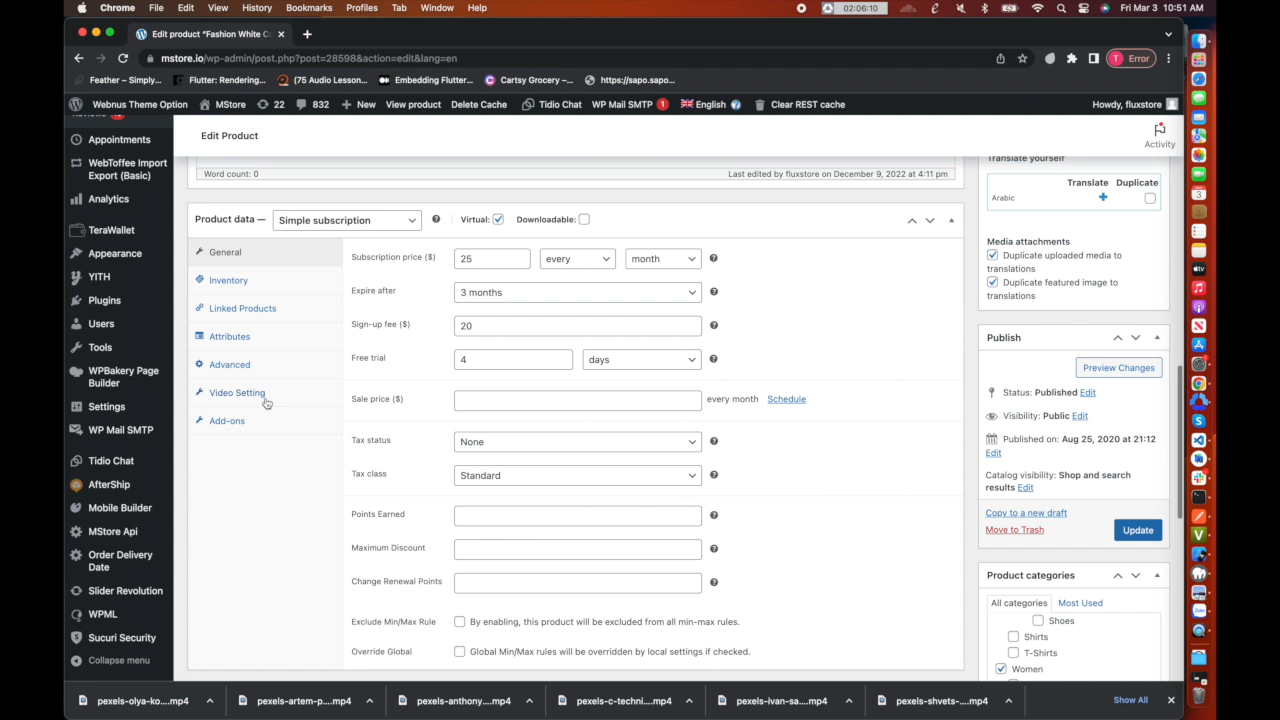 Chrome File Edit View History Bookmarks Profiles Tab Window Help 02:06:10 Fri Mar 3 10:51 AM
Edit product "Fashion White Co
mstore.io/wp-admin/post.php?post=28598&action=edit&lang=en Error
Feather – Simply... Flutter: Rendering... (75 Audio Lesson... Embedding Flutter... Curtsy Grocery –... https://sapo.sapo...
Webnus Theme Option MStore 22 832 New View product Delete Ca Tidio Chat WP Mail SMTP 1 English Clear REST cache Howdy, fluxstore
Reviews
Appointments
WebToffee Import Export (Basic)
Analytics
TeraWallet
Appearance
YITH
Plugins
Users
Tools
WPBakery Page Builder
Settings
WP Mail SMTP
Tidio Chat
AfterShip
Mobile Builder
MStore Api
Order Delivery Date
Slider Revolution
WPML
Sucuri Security
Collapse menu
Edit Product
Activity
Word count: 0 Last edited by fluxstore on December 9, 2022 at 4:11 pm
Product data — Simple subscription Virtual: Downloadable:
General
Inventory
Linked Products
Attributes
Advanced
Video Setting
Add-ons
Subscription price ($) 25 every month
Expire after 3 months
Sign-up fee ($) 20
Free trial 4 days
Sale price ($) every month Schedule
Tax status None
Tax class Standard
Points Earned
Maximum Discount
Change Renewal Points
Exclude Min/Max Rule By enabling, this product will be excluded from all min-max rules.
Override Global Global Min/Max rules will be overridden by local settings if checked.
Translate yourself
Translate Duplicate
Arabic
Media attachments
Duplicate uploaded media to translations
Duplicate featured image to translations
Publish
Preview Changes
Status: Published Edit
Visibility: Public Edit
Published on: Aug 25, 2020 at 21:12
Edit
Catalog visibility: Shop and search results Edit
Copy to a new draft
Move to Trash Update
Product categories
All categories Most Used
Shoes
Shirts
T-Shirts
Women
pexels-olya-ko....mp4 pexels-artem-p....mp4 pexels-anthony....mp4 pexels-c-techni....mp4 pexels-ivan-sa....mp4 pexels-shvets-....mp4 Show All